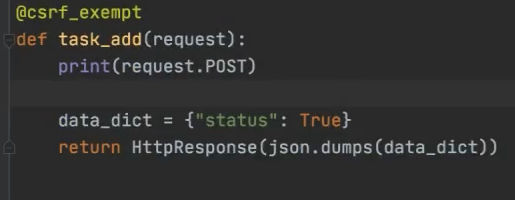 @csrf_exempt
def task_add(request):
    print(request.POST)
    data_dict = {"status": True}
    return HttpResponse(json.dumps(data_dict))